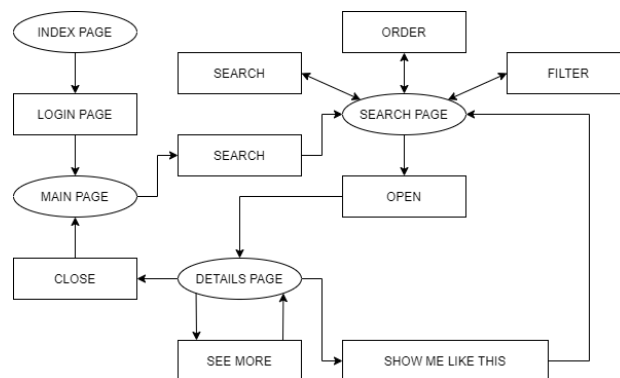 INDEX PAGE
ORDER
SEARCH
FILTER
LOGIN PAGE
SEARCH PAGE
SEARCH
MAIN PAGE
OPEN
CLOSE
DETAILS PAGE
SEE MORE
SHOW ME LIKE THIS